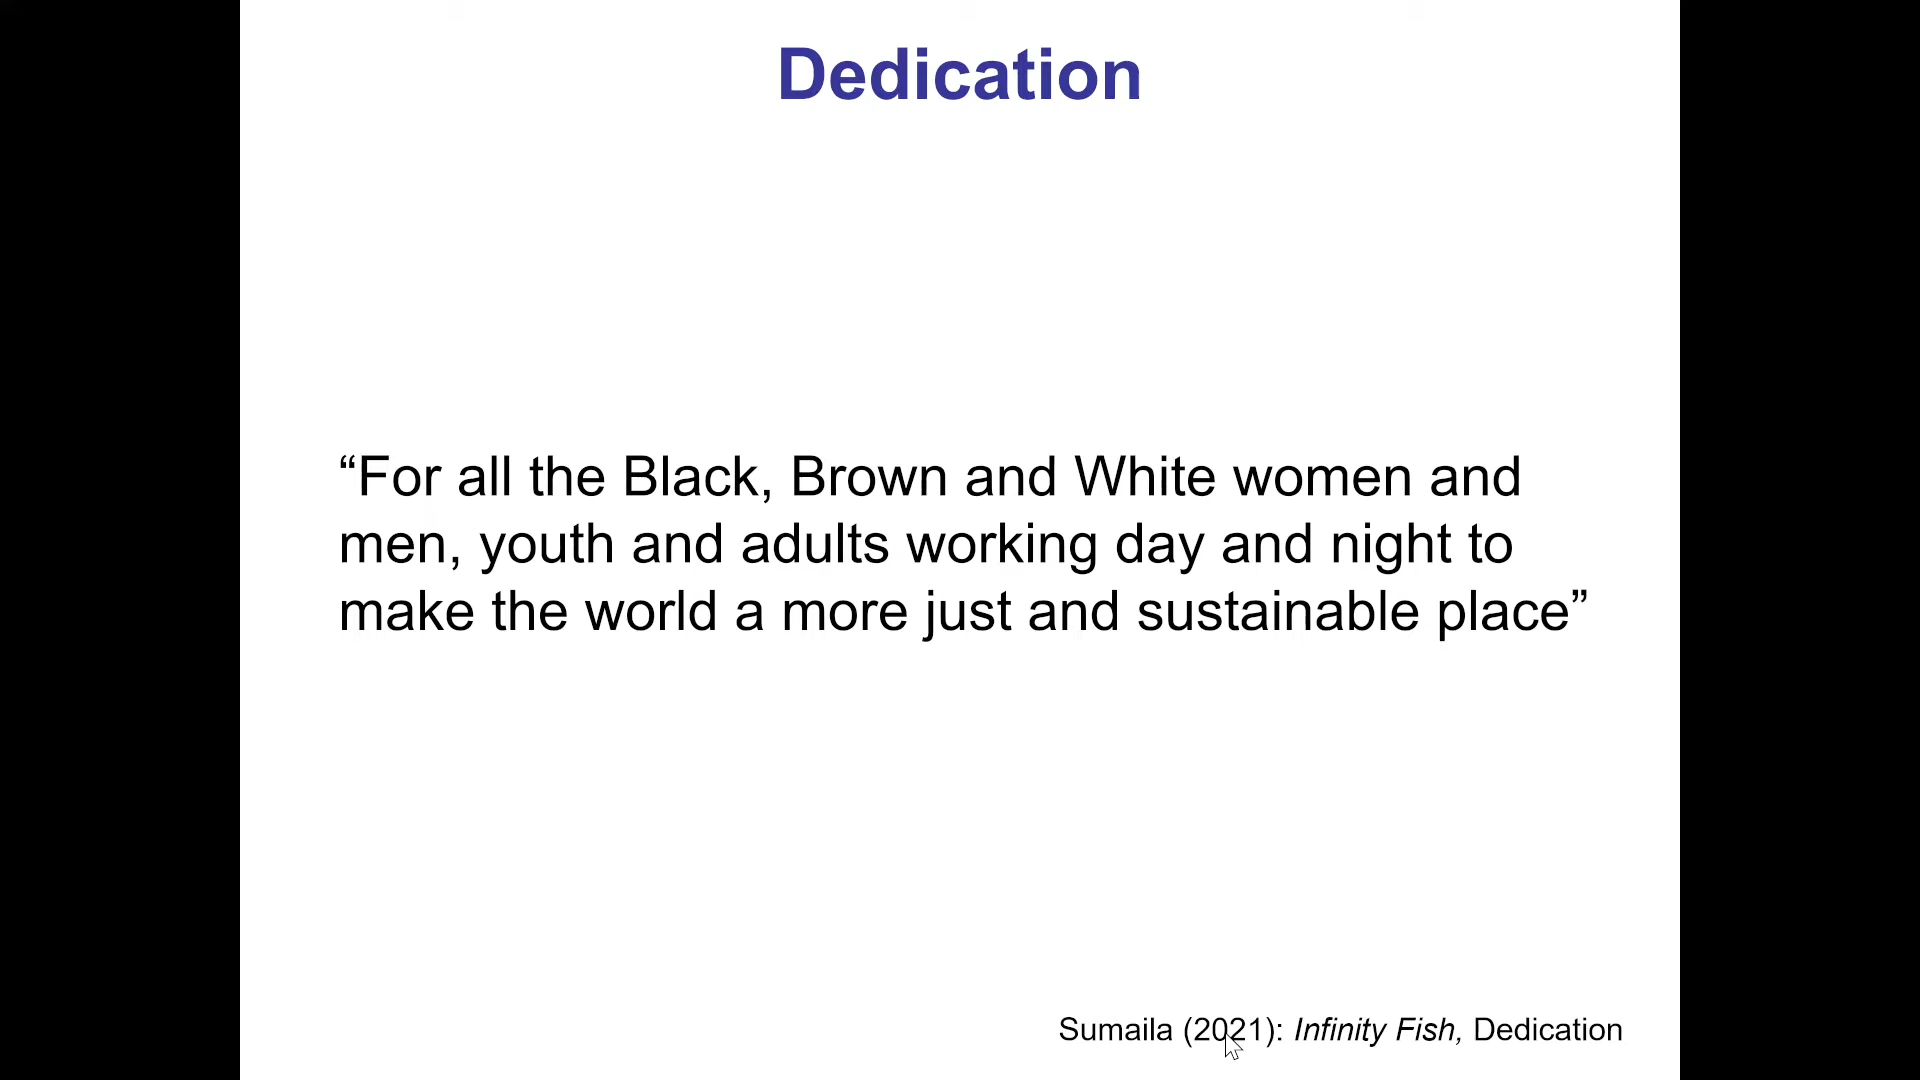 Dedication
“For all the Black, Brown and White women and
men, youth and adults working day and night to
make the world a more just and sustainable place”
Sumaila (2021): Infinity Fish, Dedication